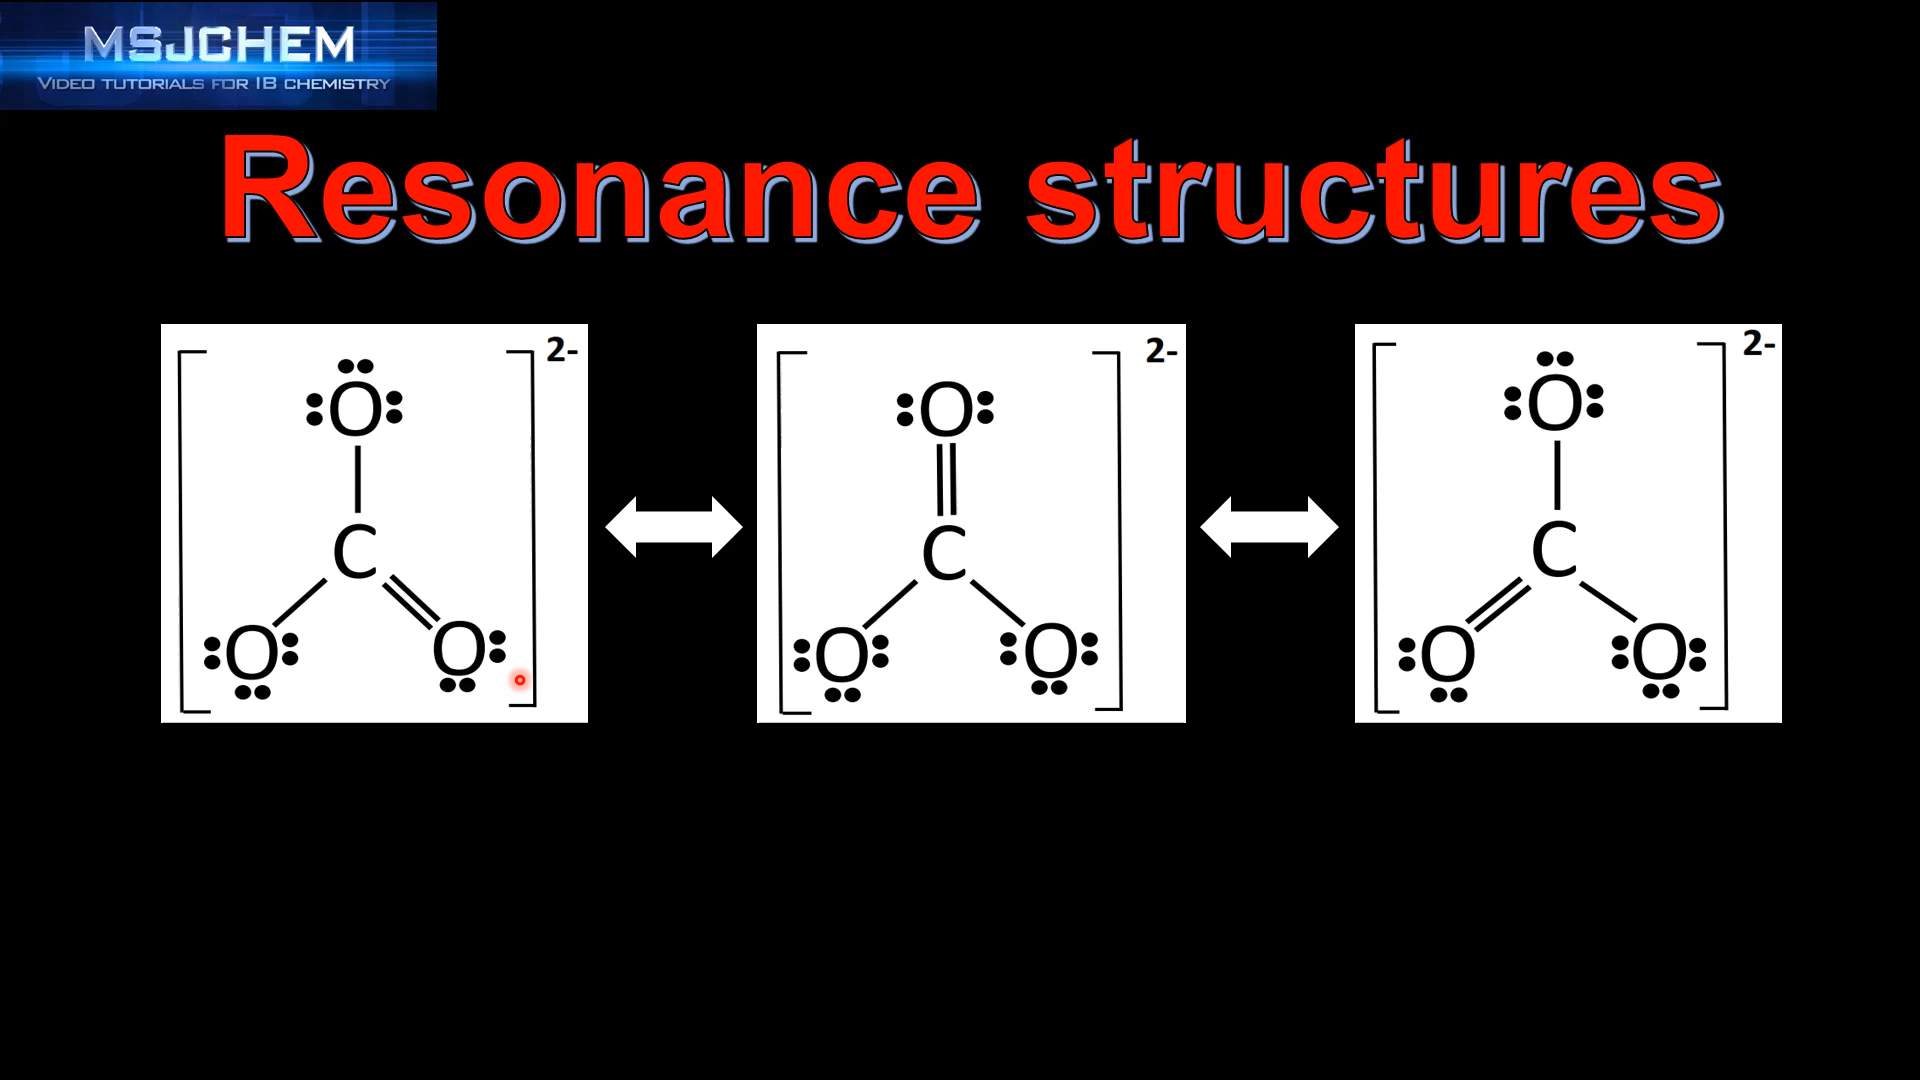 MSJCHEM
VIDEO TUTORIALS FOR IB CHEMISTRY
Resonance structures
2- 2- 2-
O O O
C C C
O O O O O O